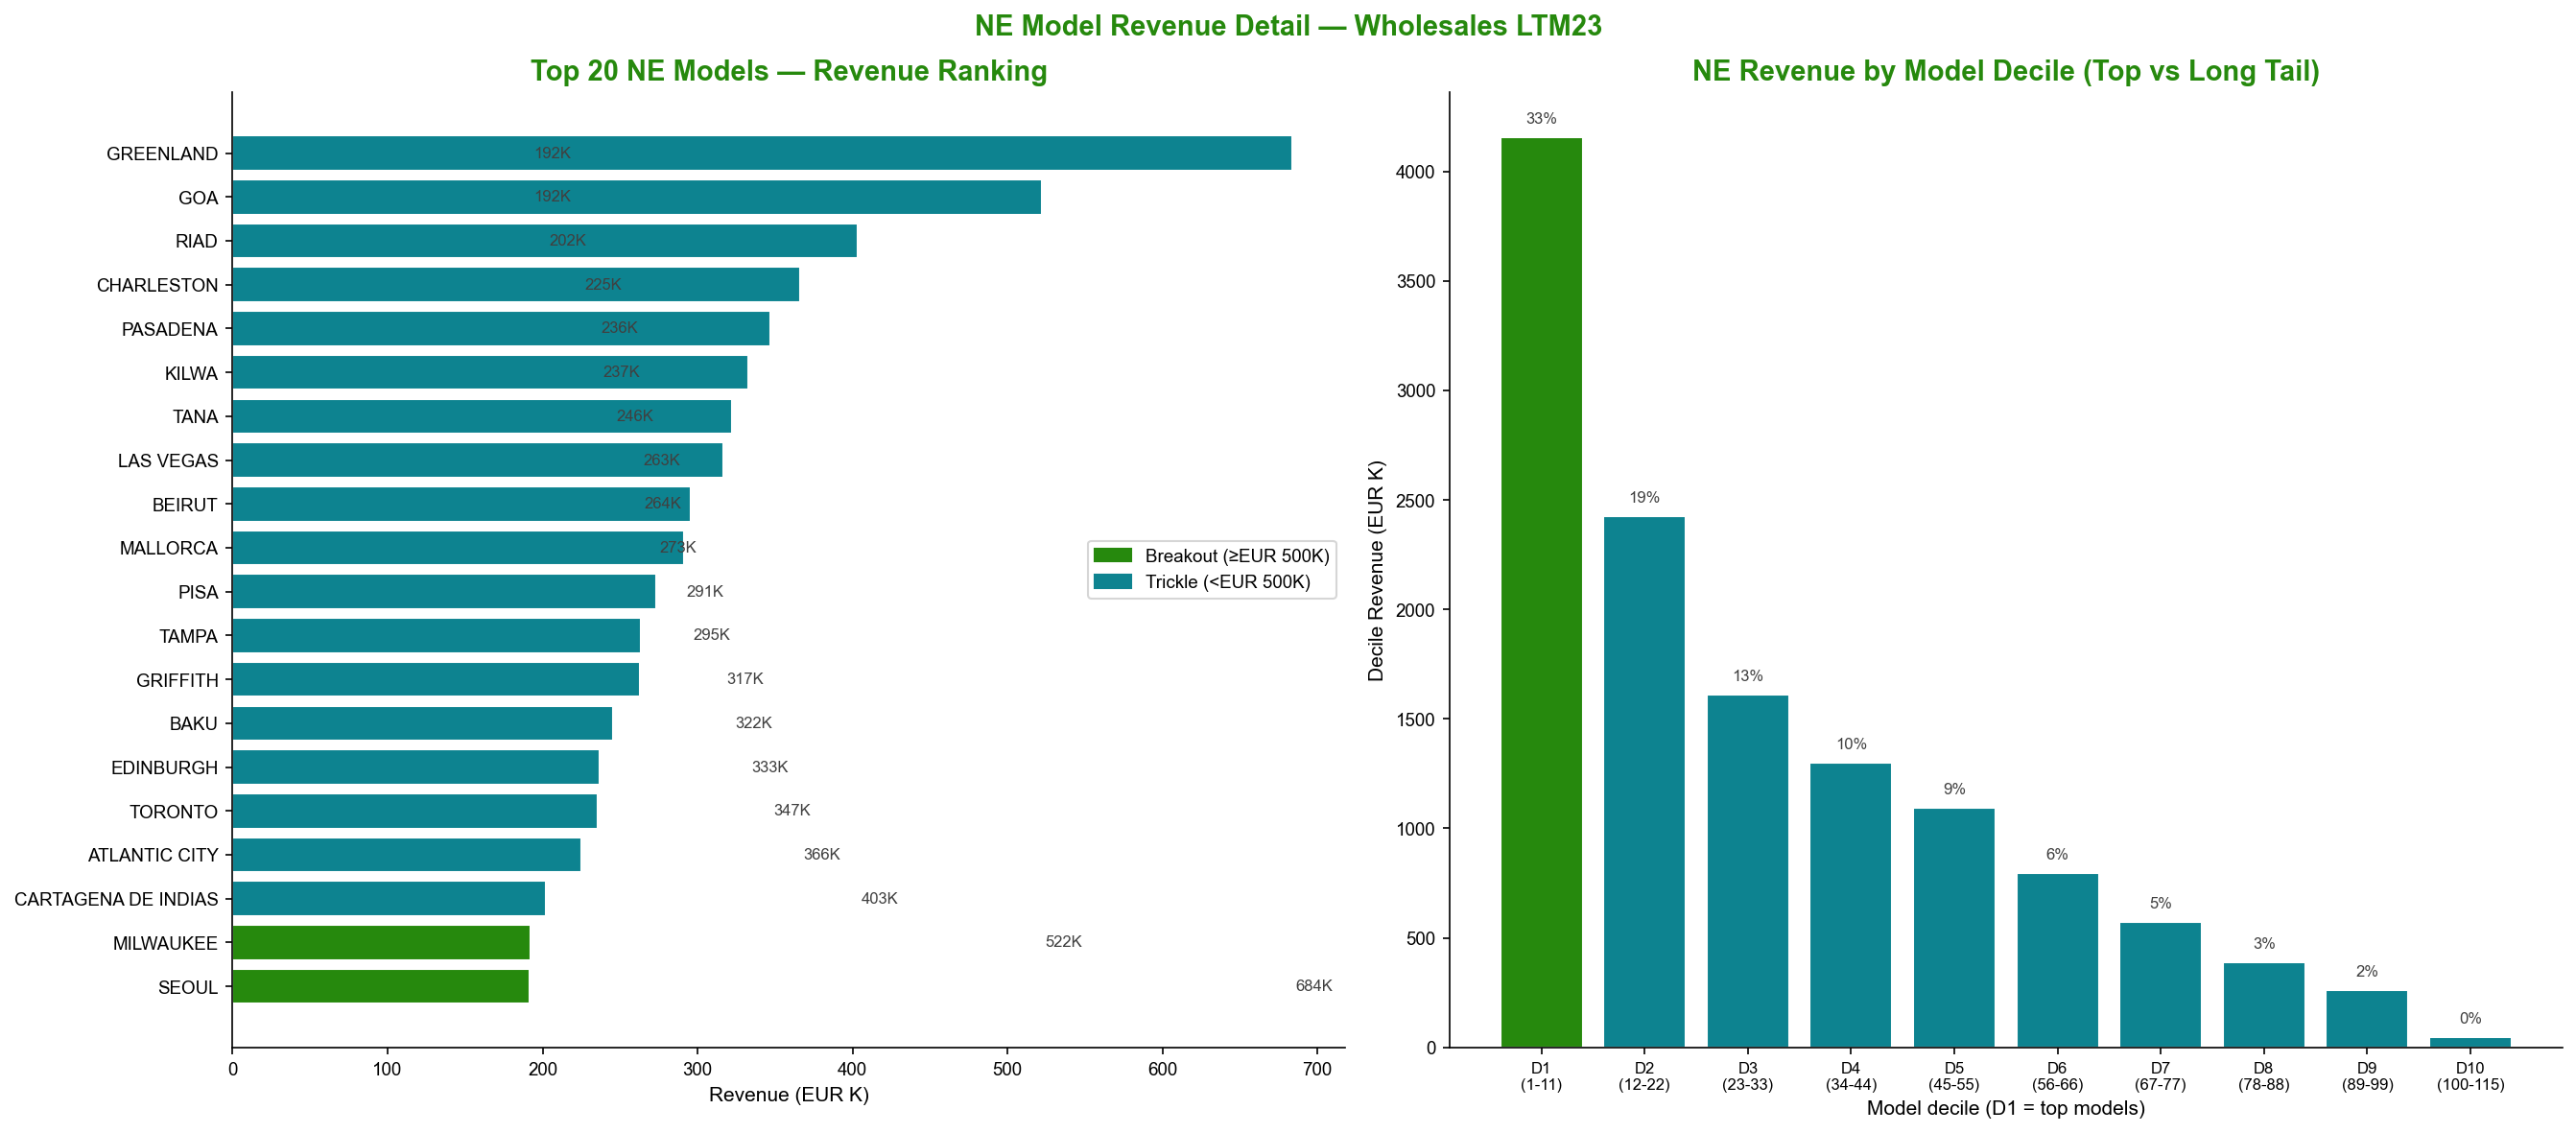 NE Model Revenue Detail — Wholesales LTM23
Top 20 NE Models — Revenue Ranking
GREENLAND 192K
GOA 192K
RIAD 202K
CHARLESTON 225K
PASADENA 236K
KILWA 237K
TANA 246K
LAS VEGAS 263K
BEIRUT 264K
MALLORCA 273K
PISA 291K
TAMPA 295K
GRIFFITH 317K
BAKU 322K
EDINBURGH 333K
TORONTO 347K
ATLANTIC CITY 366K
CARTAGENA DE INDIAS 403K
MILWAUKEE 522K
SEOUL 684K
0 100 200 300 400 500 600 700
Revenue (EUR K)
Breakout (≥EUR 500K)
Trickle (<EUR 500K)
NE Revenue by Model Decile (Top vs Long Tail)
Decile Revenue (EUR K)
4000
3500
3000
2500
2000
1500
1000
500
0
33%
19%
13%
10%
9%
6%
5%
3%
2%
0%
D1 D2 D3 D4 D5 D6 D7 D8 D9 D10
(1-11) (12-22) (23-33) (34-44) (45-55) (56-66) (67-77) (78-88) (89-99) (100-115)
Model decile (D1 = top models)